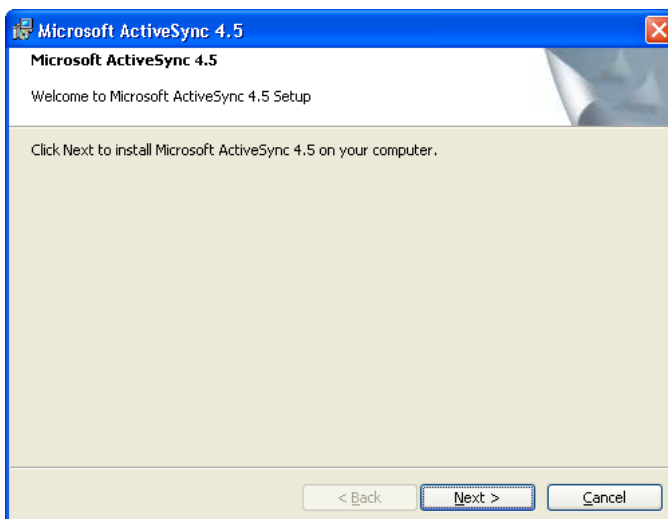 Microsoft ActiveSync 4.5
Microsoft ActiveSync 4.5
Welcome to Microsoft ActiveSync 4.5 Setup
Click Next to install Microsoft ActiveSync 4.5 on your computer.
< Back Next > Cancel